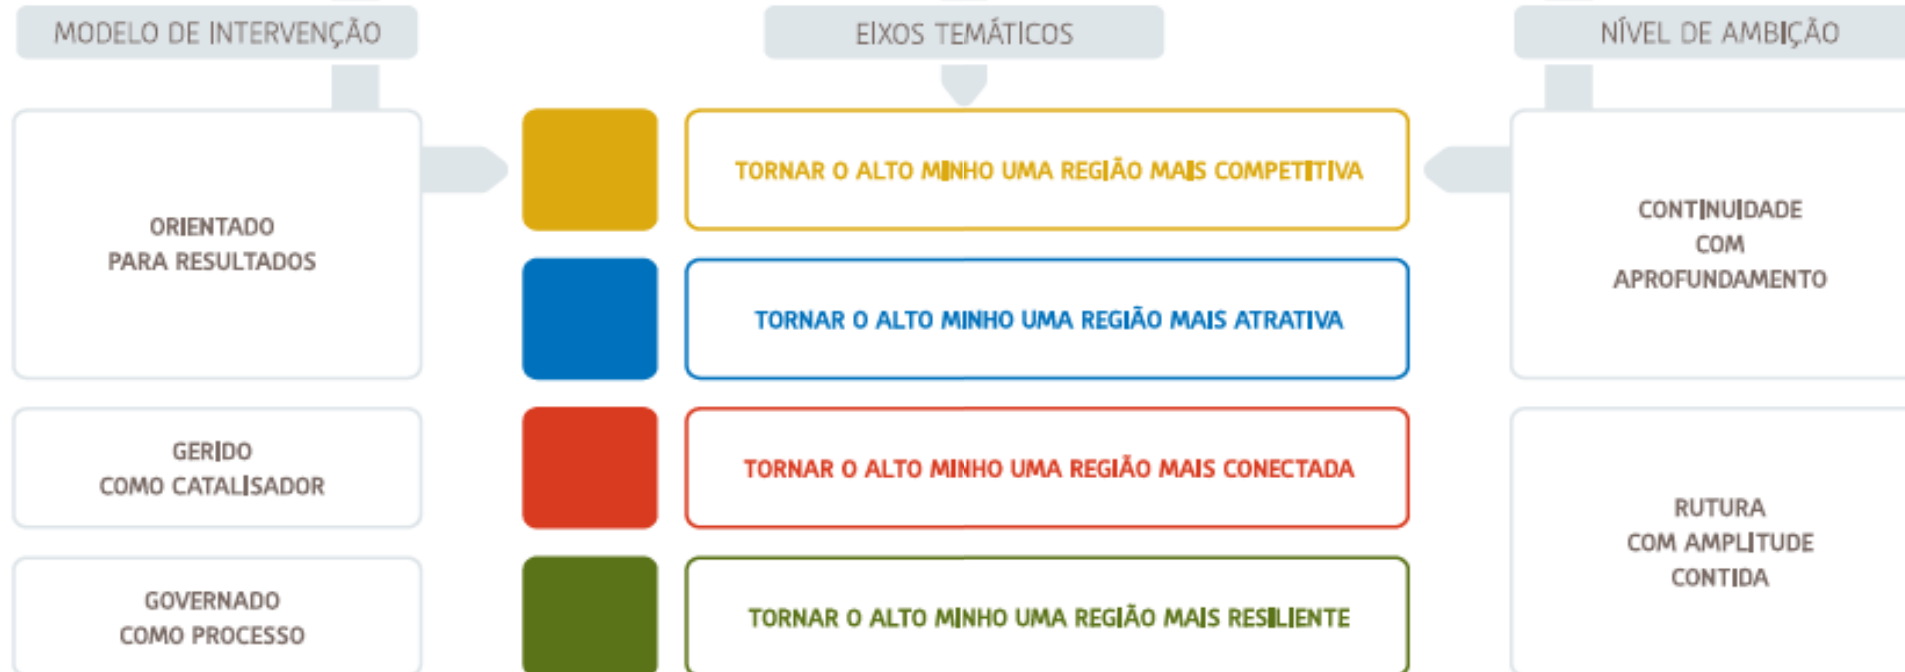 MODELO DE INTERVENÇÃO
EIXOS TEMÁTICOS
NÍVEL DE AMBIÇÃO
ORIENTADO
PARA RESULTADOS
GERIDO
COMO CATALISADOR
GOVERNADO
COMO PROCESSO
TORNAR O ALTO MINHO UMA REGIÃO MAIS COMPETITIVA
TORNAR O ALTO MINHO UMA REGIÃO MAIS ATRATIVA
TORNAR O ALTO MINHO UMA REGIÃO MAIS CONECTADA
TORNAR O ALTO MINHO UMA REGIÃO MAIS RESILIENTE
CONTINUIDADE
COM
APROFUNDAMENTO
RUTURA
COM AMPLITUDE
CONTIDA